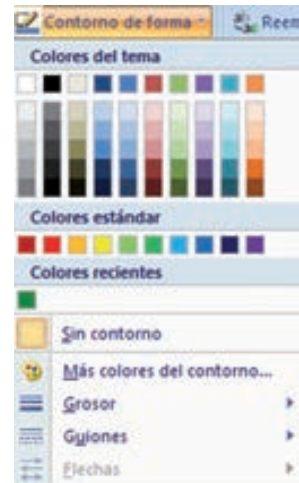 Contorno de forma
Reem
Colores del tema
Colores estándar
Colores recientes
Sin contorno
Más colores del contorno...
Grosor
Guiones
Flechas